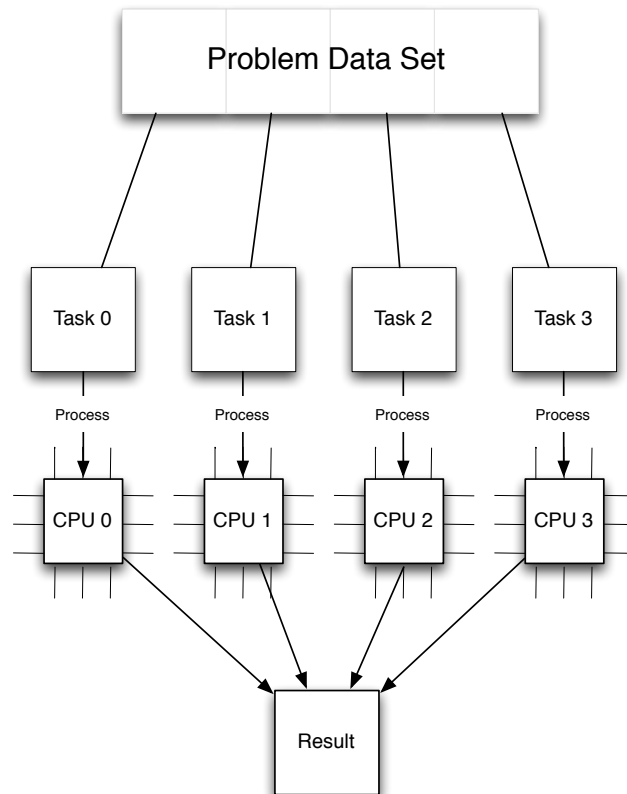 Problem Data Set
Task 0
Task 1
Task 2
Task 3
Process
Process
Process
Process
CPU 0
CPU 1
CPU 2
CPU 3
Result